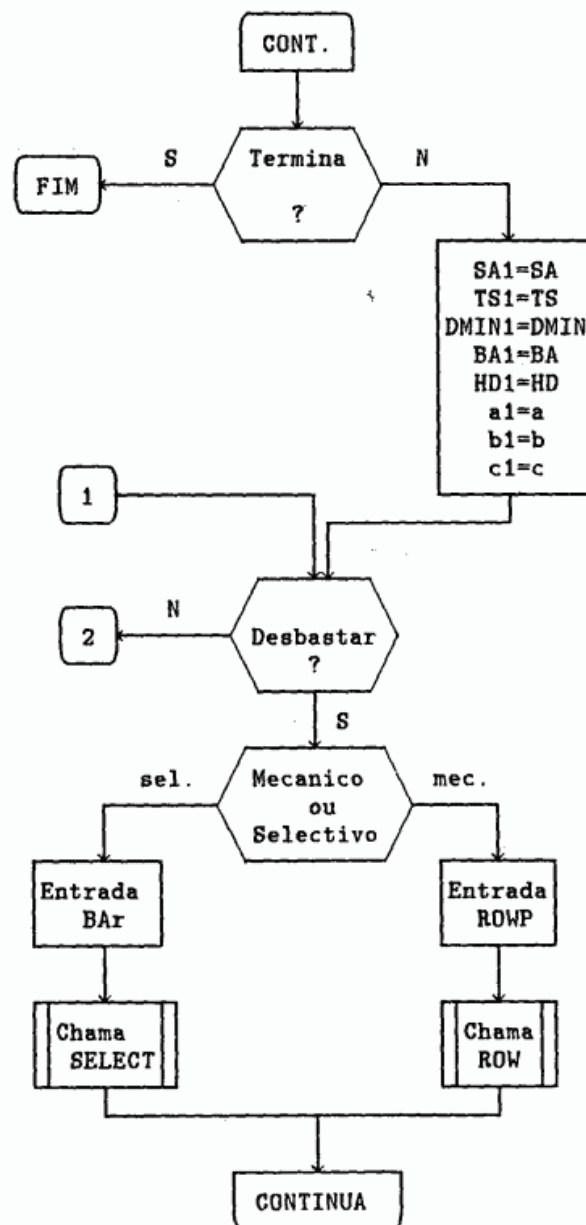 CONT.
S
Termina
N
?
FIM
SA1=SA
TS1=TS
DMIN1=DMIN
BA1=BA
HD1=HD
a1=a
b1=b
c1=c
1
N
2
Desbastar
?
S
sel.
Mecanico
mec.
ou
Selectivo
Entrada
BAr
Entrada
ROWP
Chama
SELECT
Chama
ROW
CONTINUA